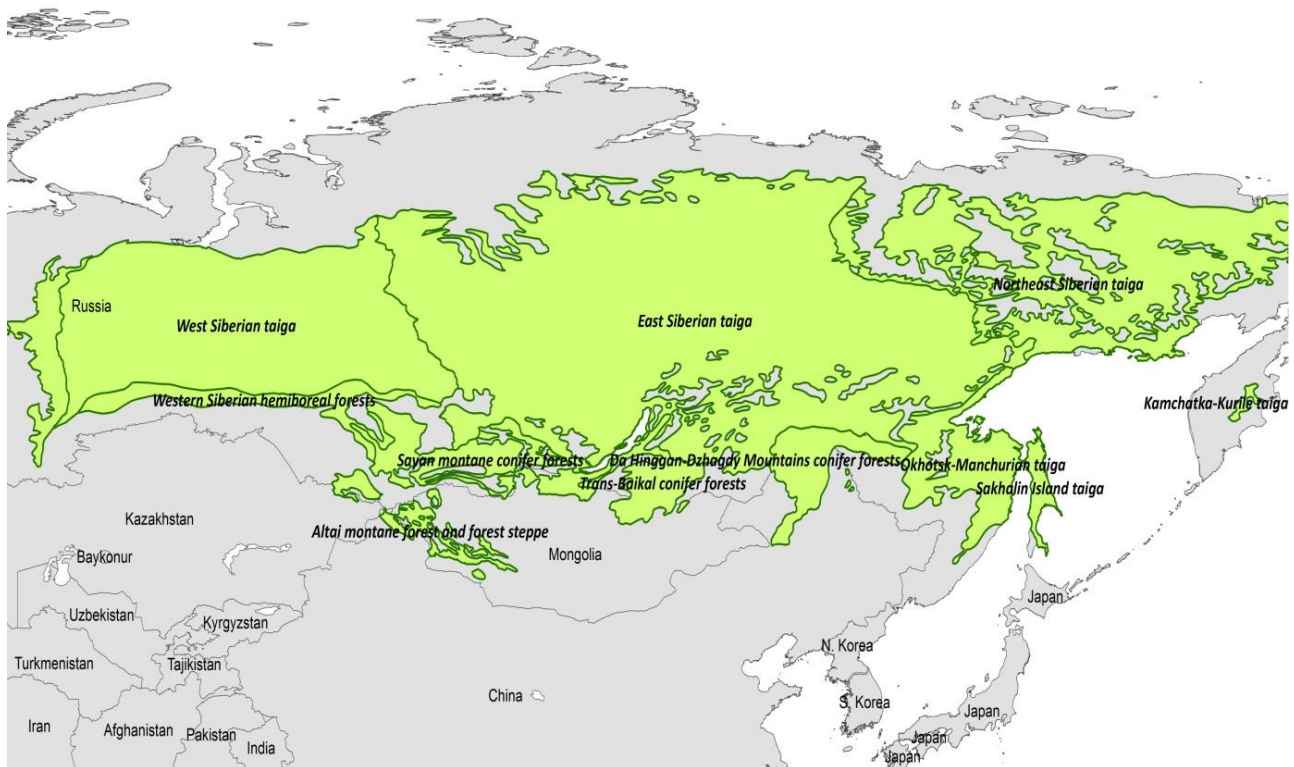 Northeast Siberian taiga
Russia
West Siberian taiga
East Siberian taiga
Western Siberian hemiboreal forests
Kamchatka-Kurile taiga
Sayan montane conifer forests
Da Hinggan-Dzhagdy Mountains conifer forests
Okhotsk-Manchurian taiga
Trans-Baikal conifer forests
Sakhalin Island taiga
Kazakhstan
Altai montane forest and forest steppe
Mongolia
Baykonur
Japan
Uzbekistan
Kyrgyzstan
N. Korea
Turkmenistan
Tajikistan
China
S. Korea
Japan
Iran
Afghanistan
Pakistan
India
Japan
Japan